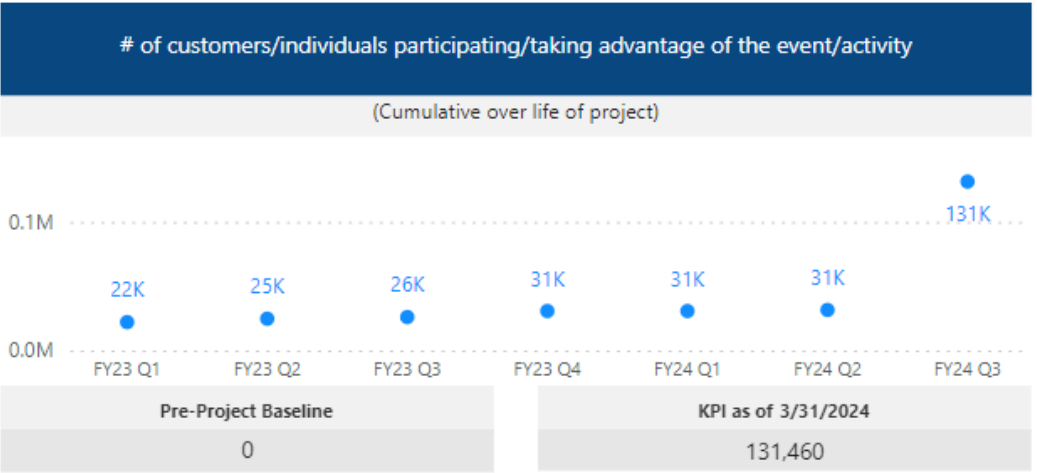 # of customers/individuals participating/taking advantage of the event/activity
(Cumulative over life of project)
0.1M
131K
22K 25K 26K 31K 31K 31K
0.0M
FY23 Q1 FY23 Q2 FY23 Q3 FY23 Q4 FY24 Q1 FY24 Q2 FY24 Q3
Pre-Project Baseline KPI as of 3/31/2024
0 131,460